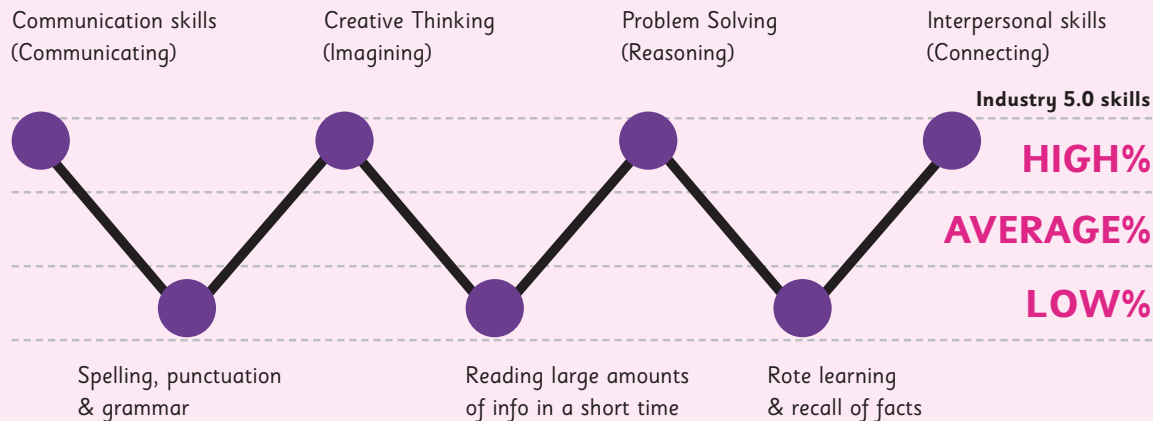 Communication skills
(Communicating)
Creative Thinking
(Imagining)
Problem Solving
(Reasoning)
Interpersonal skills
(Connecting)
Industry 5.0 skills
HIGH%
AVERAGE%
LOW%
Spelling, punctuation
& grammar
Reading large amounts
of info in a short time
Rote learning
& recall of facts